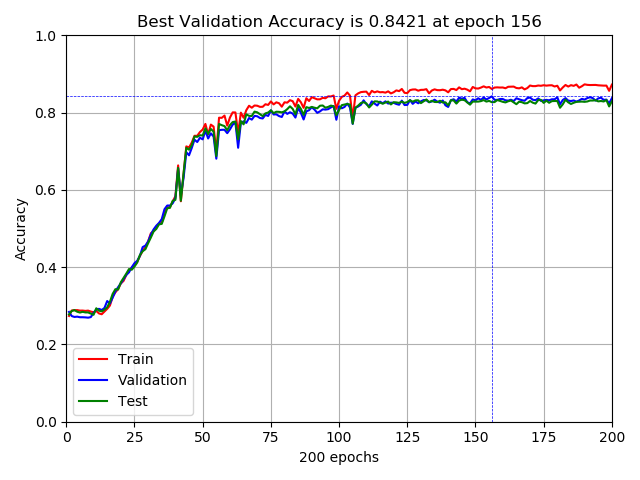 Best Validation Accuracy is 0.8421 at epoch 156
1.0
0.8
0.6
0.4
0.2
0.0
Accuracy
Train
Validation
Test
0 25 50 75 100 125 150 175 200
200 epochs